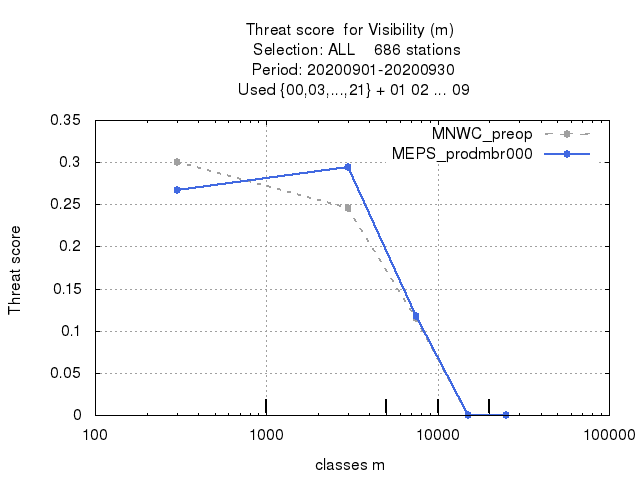 Threat score  for Visibility (m)
Selection: ALL    686 stations
Period: 20200901-20200930
Used {00,03,...,21} + 01 02 ... 09
MNWC_preop
MEPS_prodmbr000
0.35
0.3
0.25
0.2
0.15
0.1
0.05
0
Threat score
100
1000
10000
100000
classes m